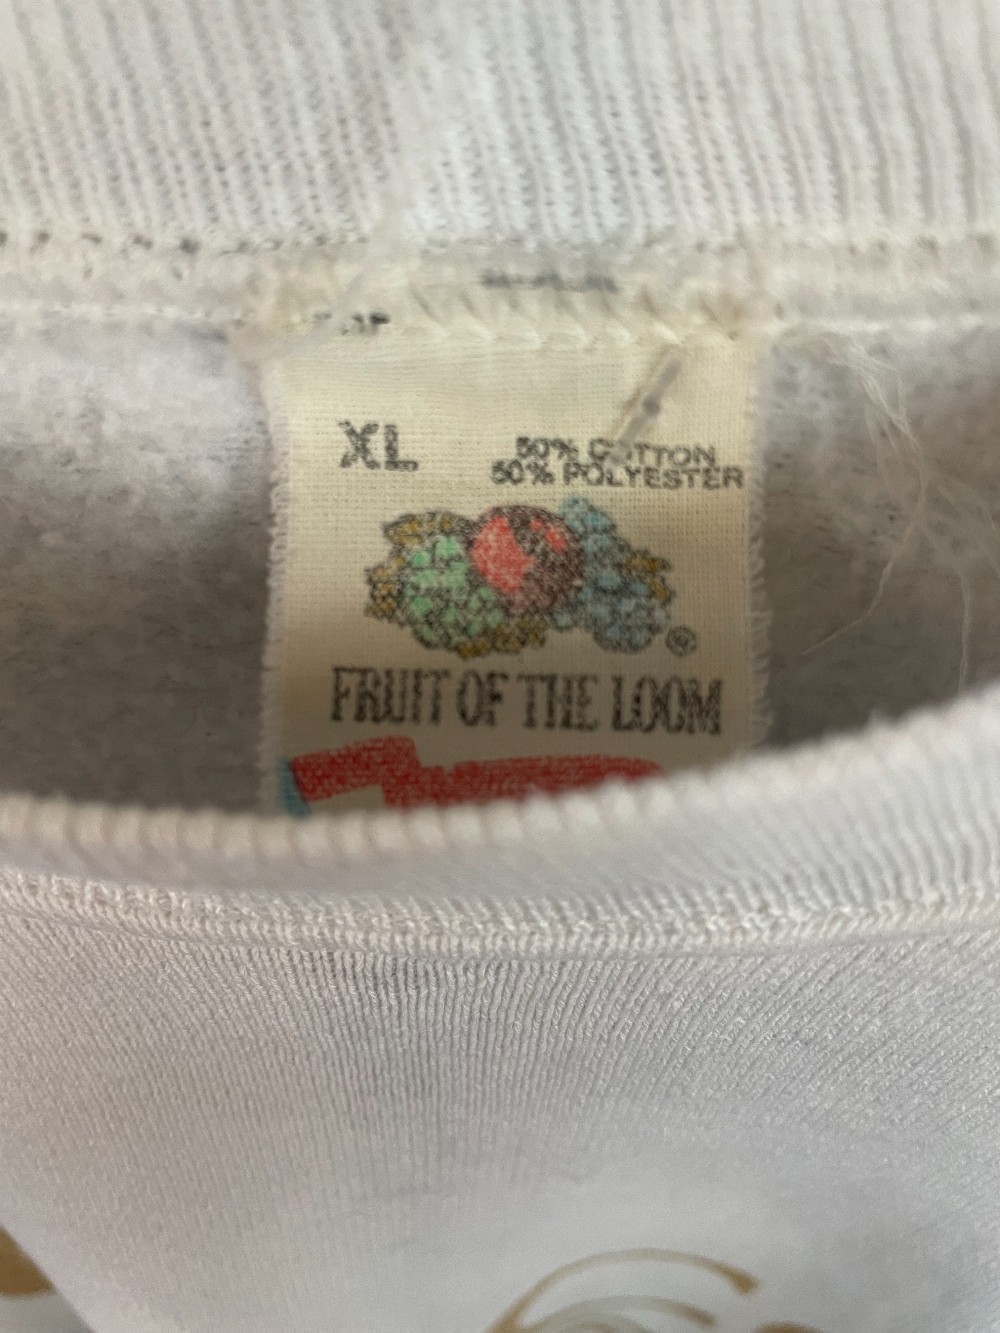 XL
50% COTTON
50% POLYESTER
®
FRUIT OF THE LOOM